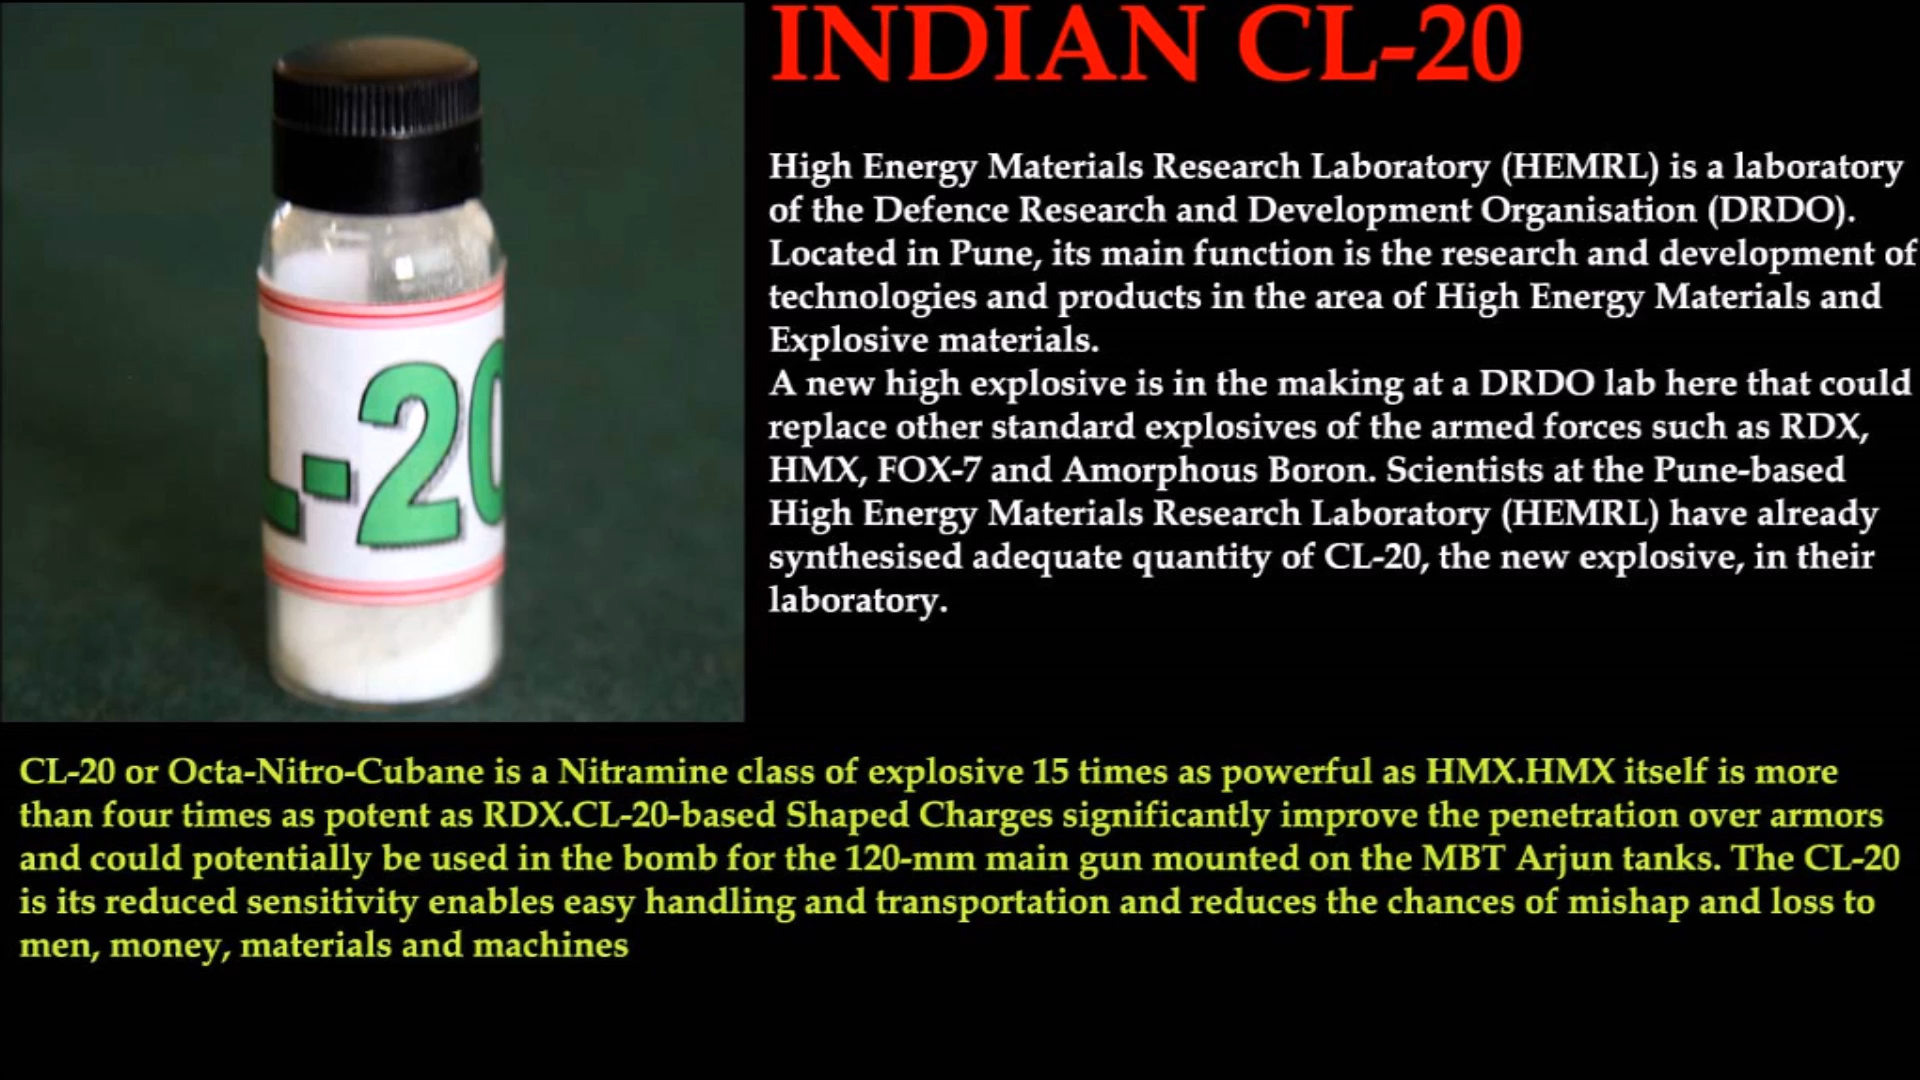 INDIAN CL-20
High Energy Materials Research Laboratory (HEMRL) is a laboratory
of the Defence Research and Development Organisation (DRDO).
Located in Pune, its main function is the research and development of
technologies and products in the area of High Energy Materials and
Explosive materials.
A new high explosive is in the making at a DRDO lab here that could
replace other standard explosives of the armed forces such as RDX,
HMX, FOX-7 and Amorphous Boron. Scientists at the Pune-based
High Energy Materials Research Laboratory (HEMRL) have already
synthesised adequate quantity of CL-20, the new explosive, in their
laboratory.
L-20
CL-20 or Octa-Nitro-Cubane is a Nitramine class of explosive 15 times as powerful as HMX.HMX itself is more
than four times as potent as RDX.CL-20-based Shaped Charges significantly improve the penetration over armors
and could potentially be used in the bomb for the 120-mm main gun mounted on the MBT Arjun tanks. The CL-20
is its reduced sensitivity enables easy handling and transportation and reduces the chances of mishap and loss to
men, money, materials and machines